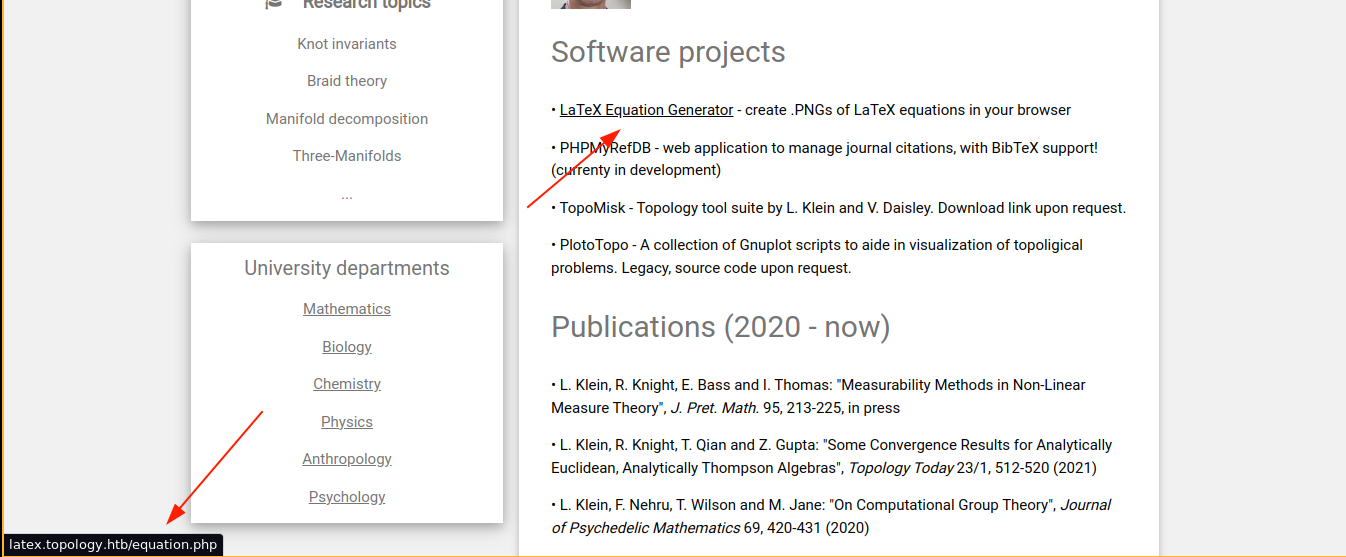 Research topics
Knot invariants
Braid theory
Manifold decomposition
Three-Manifolds
...
University departments
Mathematics
Biology
Chemistry
Physics
Anthropology
Psychology
Software projects
• LaTeX Equation Generator - create .PNGs of LaTeX equations in your browser
• PHPMyRefDB - web application to manage journal citations, with BibTeX support!
(currenty in development)
• TopoMisk - Topology tool suite by L. Klein and V. Daisley. Download link upon request.
• PlotoTopo - A collection of Gnuplot scripts to aide in visualization of topoligical
problems. Legacy, source code upon request.
Publications (2020 - now)
• L. Klein, R. Knight, E. Bass and I. Thomas: "Measurability Methods in Non-Linear
Measure Theory", J. Pret. Math. 95, 213-225, in press
• L. Klein, R. Knight, T. Qian and Z. Gupta: "Some Convergence Results for Analytically
Euclidean, Analytically Thompson Algebras", Topology Today 23/1, 512-520 (2021)
• L. Klein, F. Nehru, T. Wilson and M. Jane: "On Computational Group Theory", Journal
of Psychedelic Mathematics 69, 420-431 (2020)
latex.topology.htb/equation.php